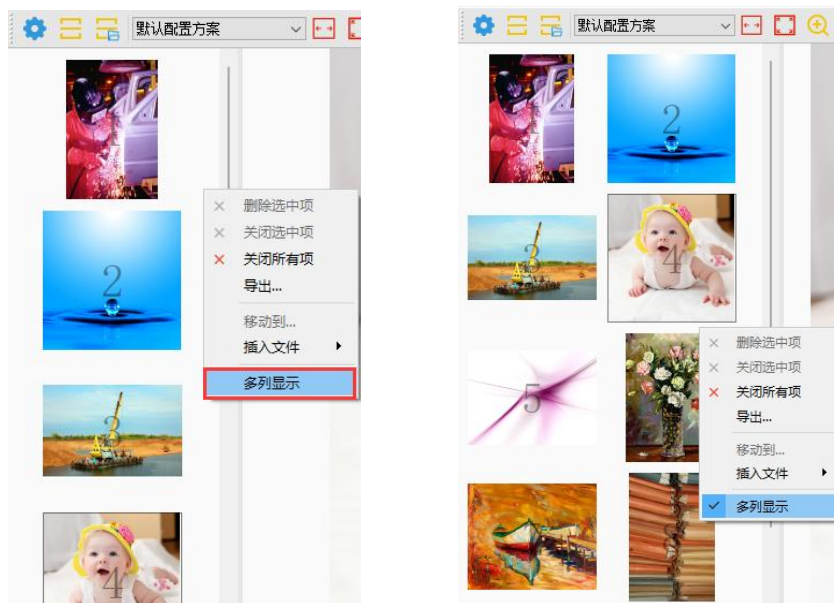 默认配置方案
1
2
3
4
删除选中项
关闭选中项
关闭所有项
导出...
移动到...
插入文件
多列显示
默认配置方案
1
2
3
4
5
删除选中项
关闭选中项
关闭所有项
导出...
移动到...
插入文件
多列显示